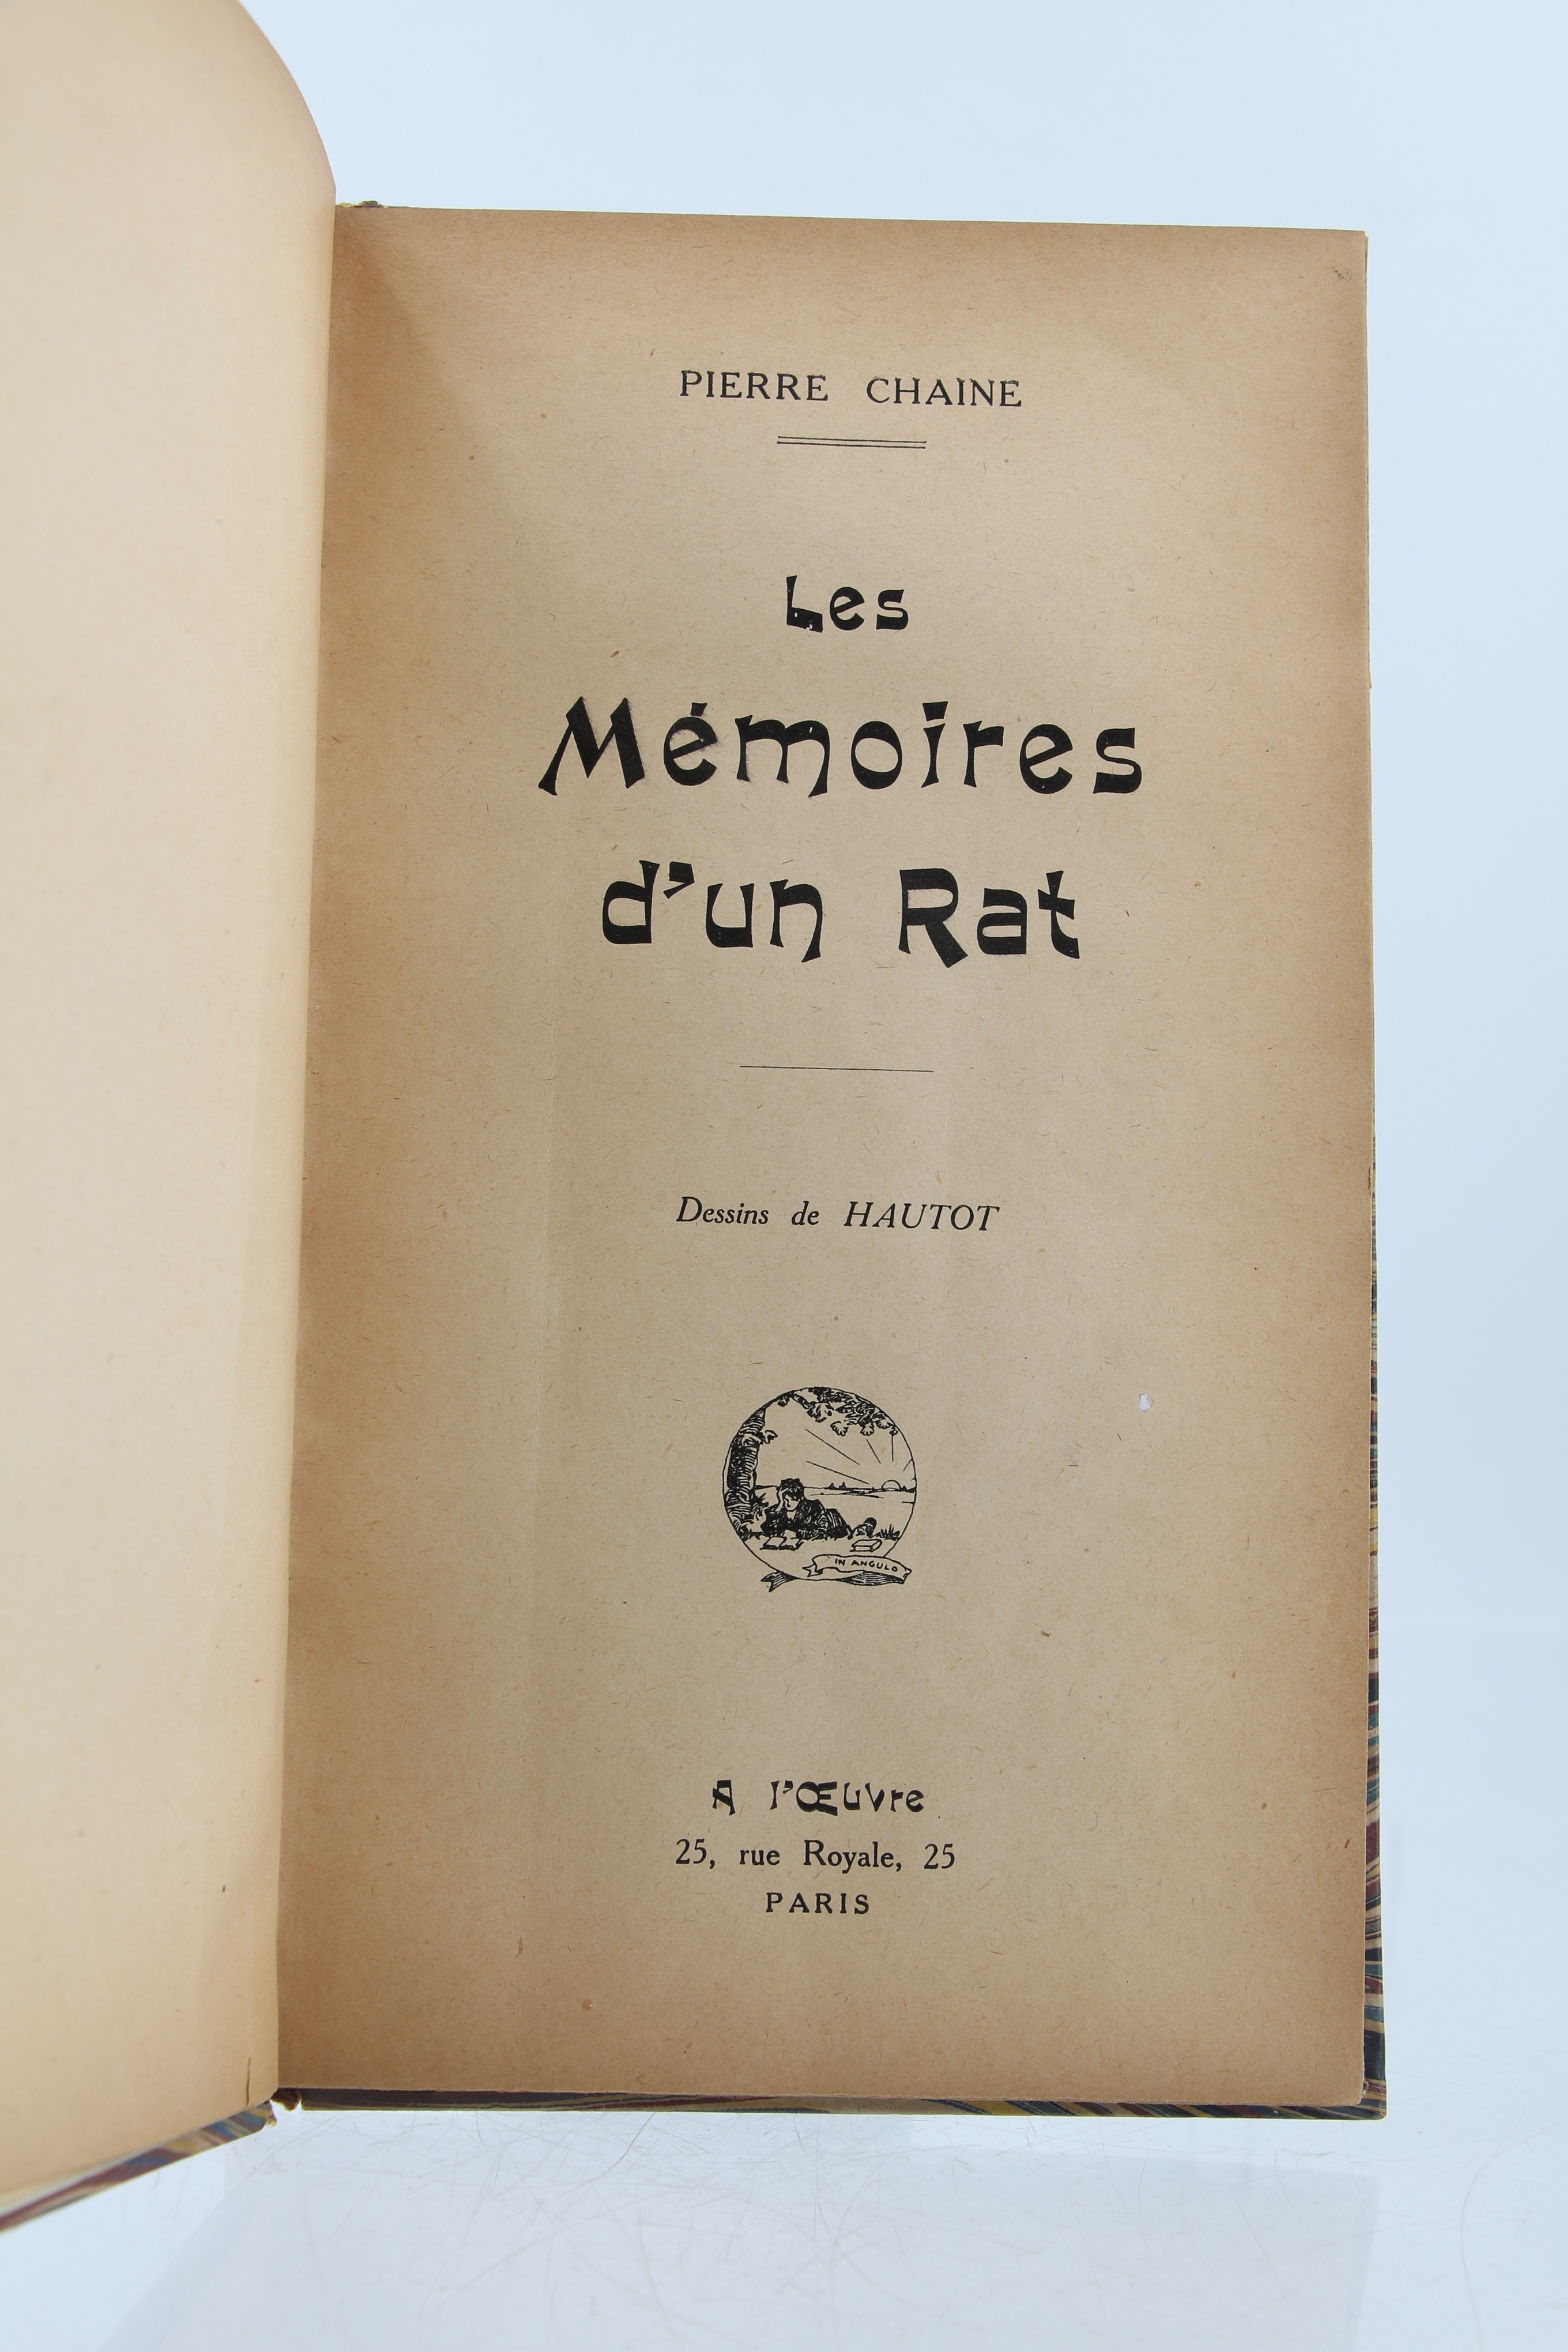 PIERRE CHAINE
Les
Mémoires
d'un Rat
Dessins de HAUTOT
IN ANGULO
A l'Œuvre
25, rue Royale, 25
PARIS